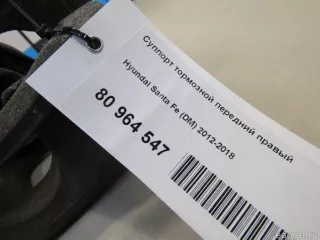 Суппорт тормозной передний правый
Hyundai Santa Fe (DM) 2012-2018
80 964 547